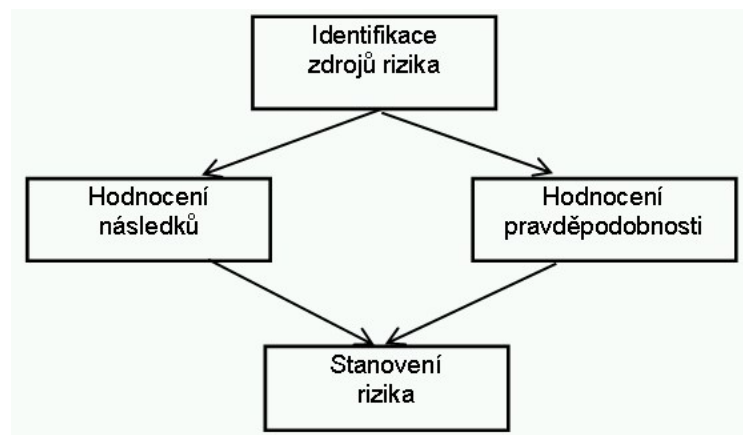 Identifikace
zdrojů rizika
Hodnocení
následků
Hodnocení
pravděpodobnosti
Stanovení
rizika